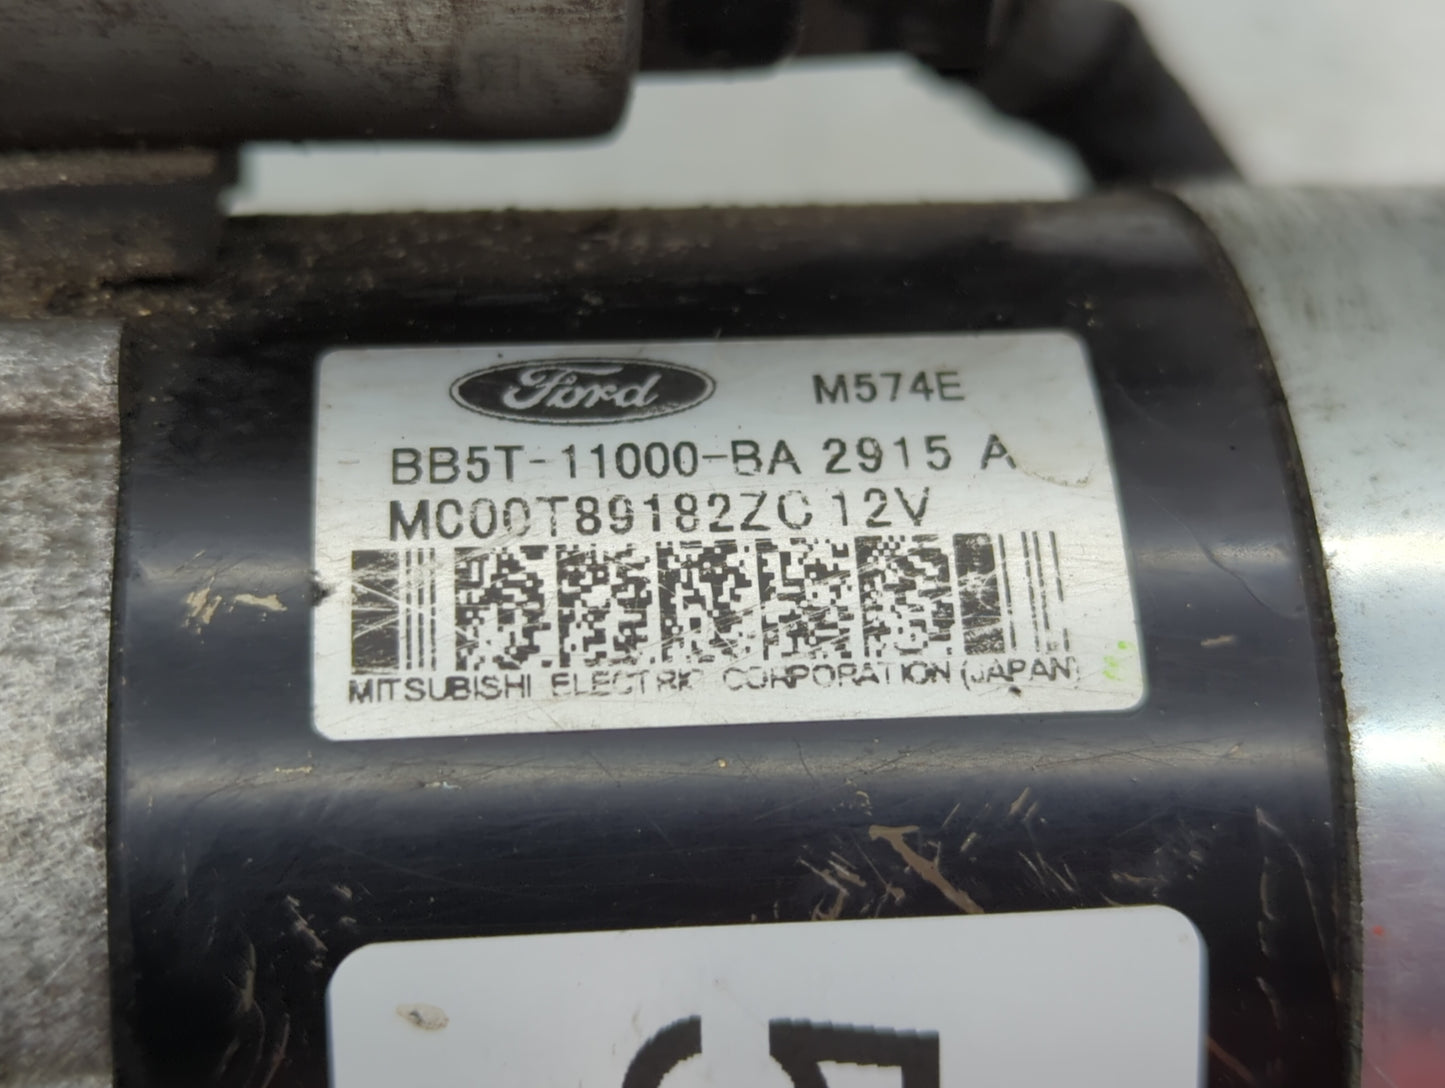 Ford M574E
BB5T-11000-BA 2915 A
MC00T89182ZC 12V
MITSUBISHI ELECTRIC CORPORATION (JAPAN)